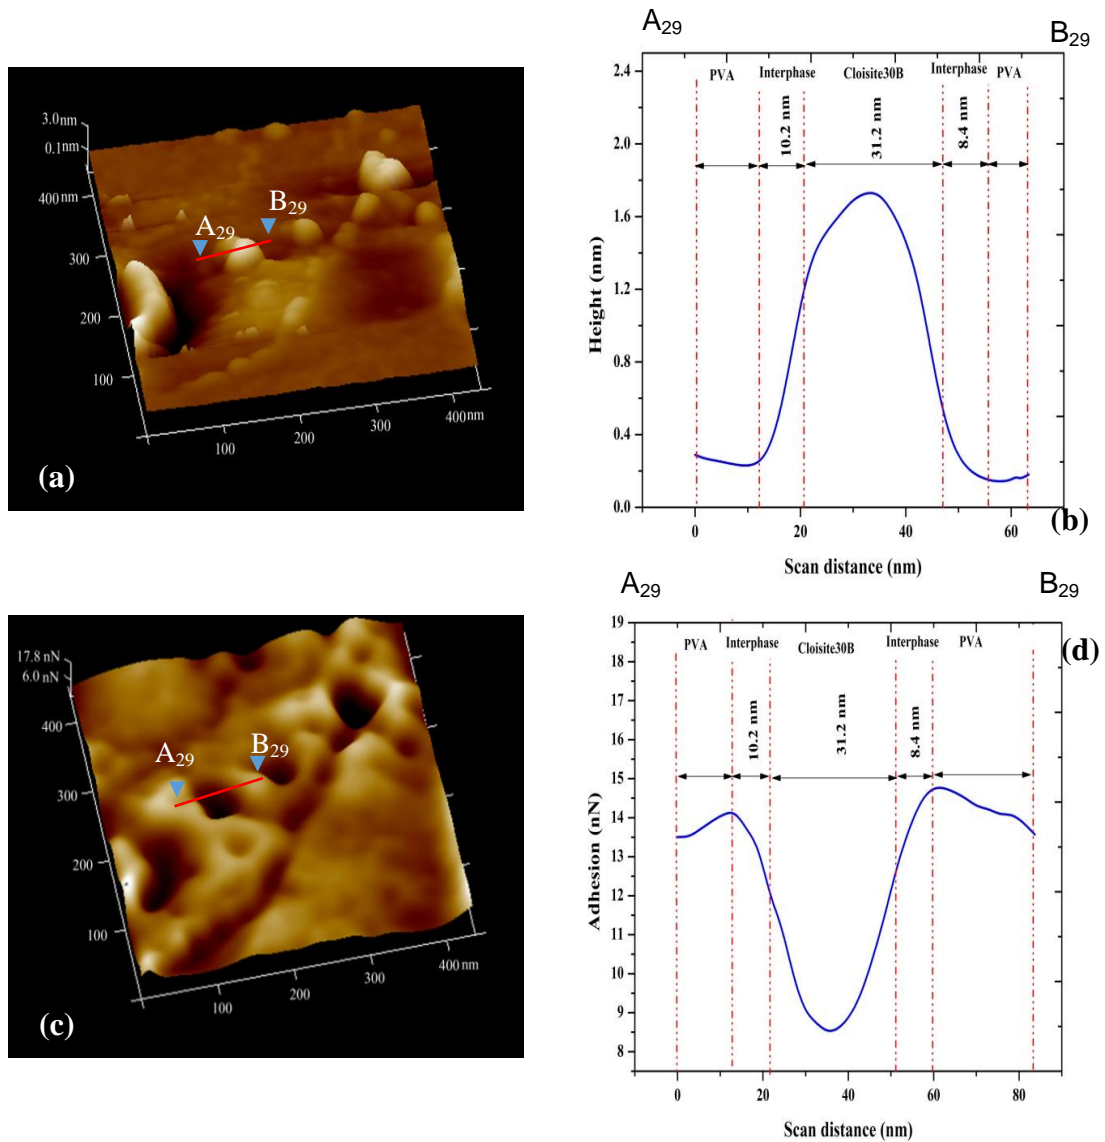 A29
B29
3.0nm
0.1nm
400nm
300
200
100
100
200
300
400nm
A29
B29
(a)
2.4
2.0
1.6
1.2
0.8
0.4
0.0
Height (nm)
PVA
Interphase
Cloisite30B
Interphase
PVA
10.2 nm
31.2 nm
8.4 nm
0
20
40
60
(b)
Scan distance (nm)
A29
B29
17.8 nN
6.0 nN
400
300
200
100
100
200
300
400 nm
A29
B29
(c)
19
18
17
16
15
14
13
12
11
10
9
8
Adhesion (nN)
PVA
Interphase
Cloisite30B
Interphase
PVA
(d)
10.2 nm
31.2 nm
8.4 nm
0
20
40
60
80
Scan distance (nm)